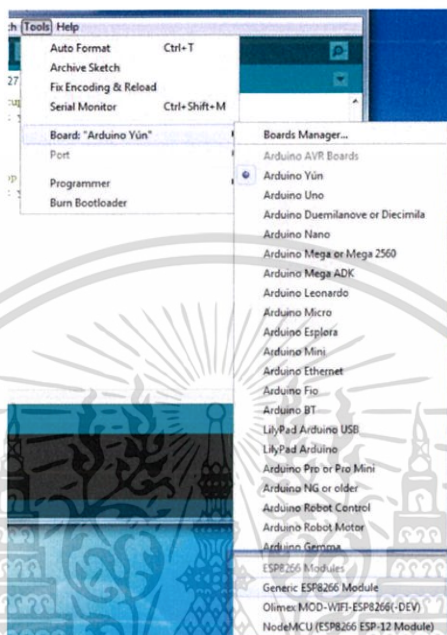 Tools Help
Auto Format Ctrl+T
Archive Sketch
Fix Encoding & Reload
Serial Monitor Ctrl+Shift+M
Board: "Arduino Yún"
Port
Programmer
Burn Bootloader
Boards Manager...
Arduino AVR Boards
Arduino Yún
Arduino Uno
Arduino Duemilanove or Diecimila
Arduino Nano
Arduino Mega or Mega 2560
Arduino Mega ADK
Arduino Leonardo
Arduino Micro
Arduino Esplora
Arduino Mini
Arduino Ethernet
Arduino Fio
Arduino BT
LilyPad Arduino USB
LilyPad Arduino
Arduino Pro or Pro Mini
Arduino NG or older
Arduino Robot Control
Arduino Robot Motor
Arduino Gemma
ESP8266 Modules
Generic ESP8266 Module
Olimex MOD-WIFI-ESP8266(-DEV)
NodeMCU (ESP8266 ESP-12 Module)